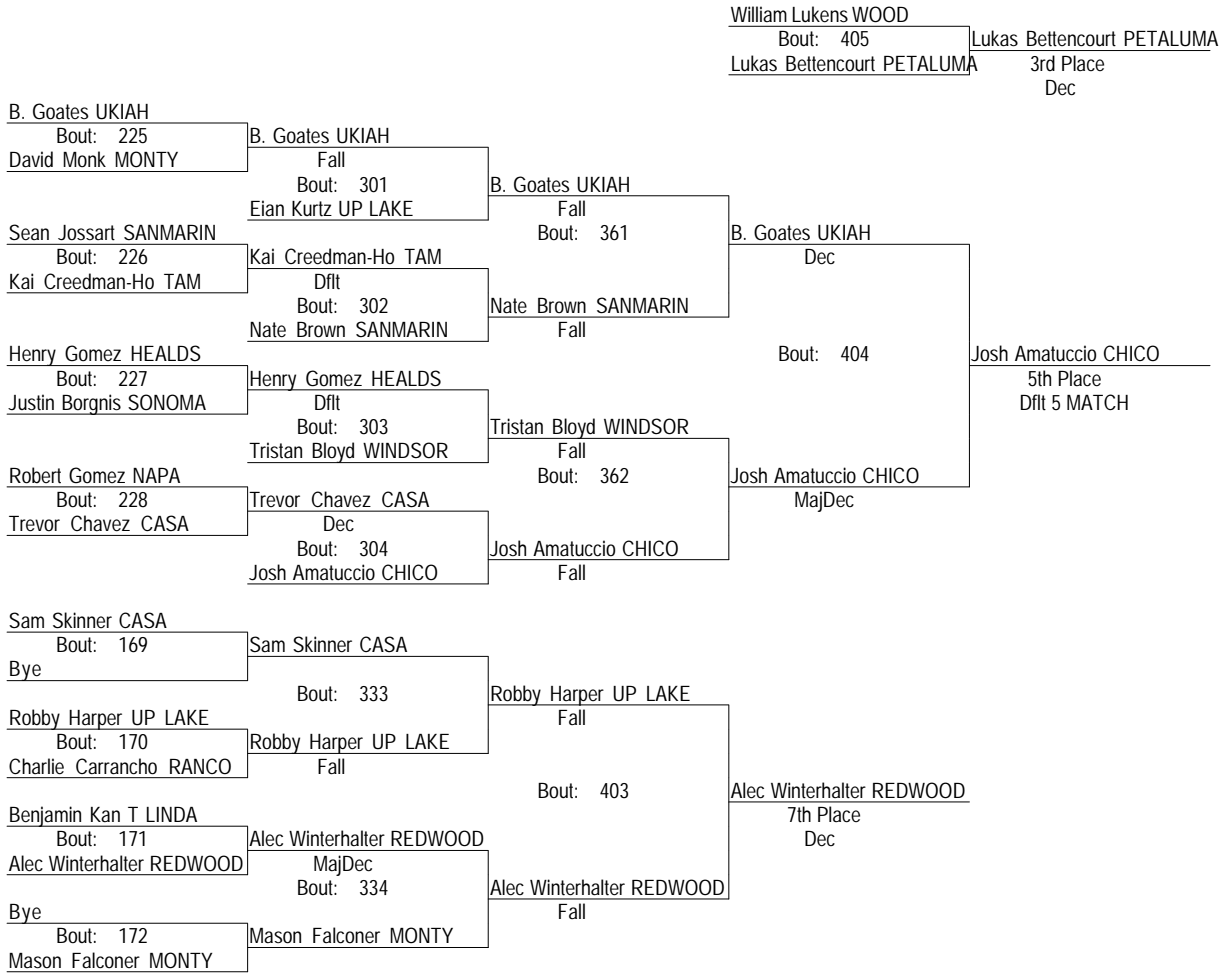 William Lukens WOOD
Bout: 405
Lukas Bettencourt PETALUMA
Lukas Bettencourt PETALUMA
3rd Place
Dec
B. Goates UKIAH
Bout: 225
David Monk MONTY
B. Goates UKIAH
Fall
Bout: 301
Eian Kurtz UP LAKE
B. Goates UKIAH
Fall
Bout: 361
Sean Jossart SANMARIN
Bout: 226
Kai Creedman-Ho TAM
Kai Creedman-Ho TAM
Dflt
Bout: 302
Nate Brown SANMARIN
Nate Brown SANMARIN
Fall
B. Goates UKIAH
Dec
Bout: 404
Josh Amatuccio CHICO
5th Place
Dflt 5 MATCH
Henry Gomez HEALDS
Bout: 227
Justin Borgnis SONOMA
Henry Gomez HEALDS
Dflt
Bout: 303
Tristan Bloyd WINDSOR
Tristan Bloyd WINDSOR
Fall
Bout: 362
Josh Amatuccio CHICO
MajDec
Robert Gomez NAPA
Bout: 228
Trevor Chavez CASA
Trevor Chavez CASA
Dec
Bout: 304
Josh Amatuccio CHICO
Josh Amatuccio CHICO
Fall
Sam Skinner CASA
Bout: 169
Bye
Sam Skinner CASA
Bout: 333
Robby Harper UP LAKE
Fall
Robby Harper UP LAKE
Bout: 170
Charlie Carrancho RANCO
Robby Harper UP LAKE
Fall
Bout: 403
Alec Winterhalter REDWOOD
7th Place
Dec
Benjamin Kan T LINDA
Bout: 171
Alec Winterhalter REDWOOD
Alec Winterhalter REDWOOD
MajDec
Bout: 334
Alec Winterhalter REDWOOD
Fall
Bye
Bout: 172
Mason Falconer MONTY
Mason Falconer MONTY